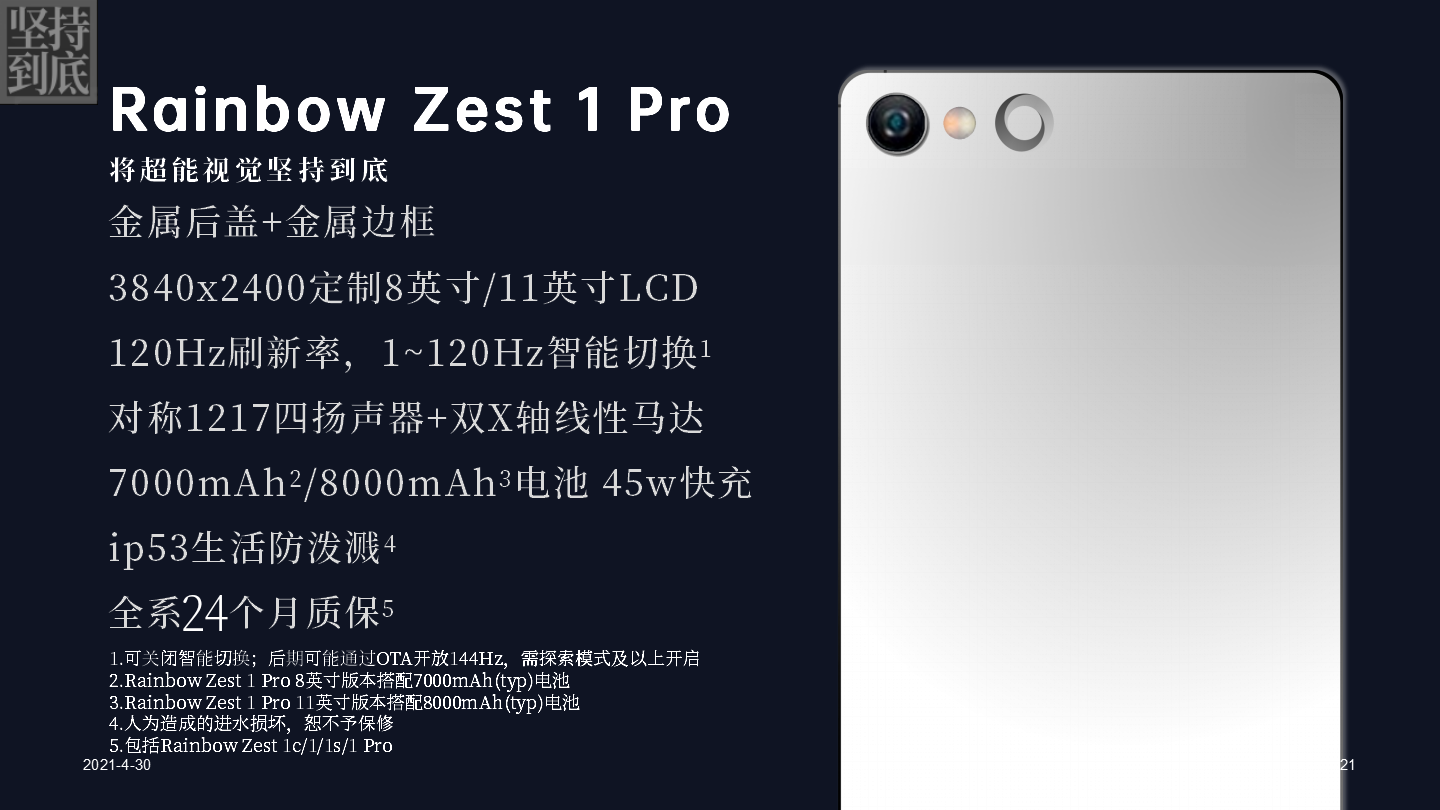 坚持
到底
Rainbow Zest 1 Pro
将超能视觉坚持到底
金属后盖+金属边框
3840x2400定制8英寸/11英寸LCD
120Hz刷新率，1~120Hz智能切换1
对称1217四扬声器+双X轴线性马达
7000mAh2/8000mAh3电池 45w快充
ip53生活防泼溅4
全系24个月质保5
1.可关闭智能切换；后期可能通过OTA开放144Hz，需探索模式及以上开启
2.Rainbow Zest 1 Pro 8英寸版本搭配7000mAh(typ)电池
3.Rainbow Zest 1 Pro 11英寸版本搭配8000mAh(typ)电池
4.人为造成的进水损坏，恕不予保修
5.包括Rainbow Zest 1c/1/1s/1 Pro
2021-4-30
21